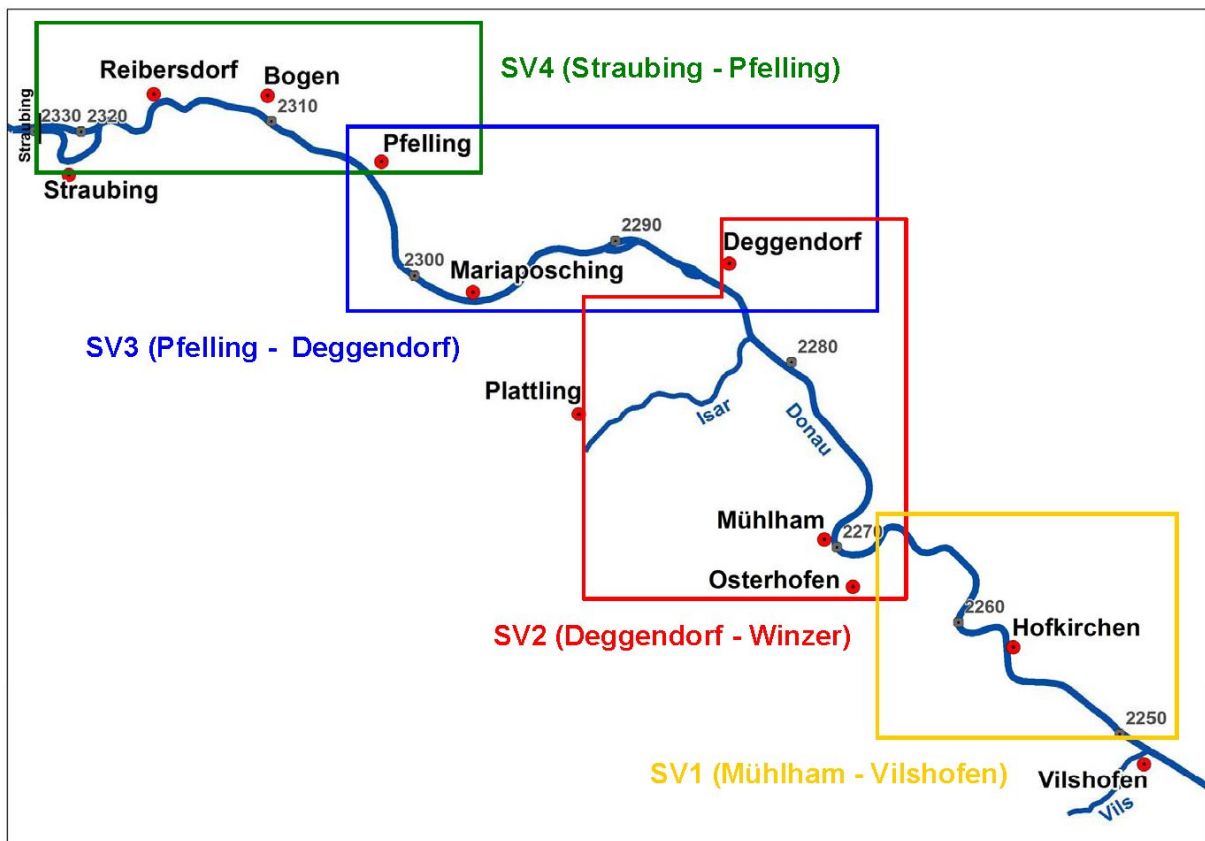 SV4 (Straubing - Pfelling)
Reibersdorf
Bogen
2310
2330
2320
Straubing
Straubing
Pfelling
2290
Deggendorf
2300
Mariaposching
SV3 (Pfelling - Deggendorf)
2280
Plattling
Isar
Donau
Mühlham
2270
Osterhofen
2260
Hofkirchen
SV2 (Deggendorf - Winzer)
2250
SV1 (Mühlham - Vilshofen)
Vilshofen
Vils